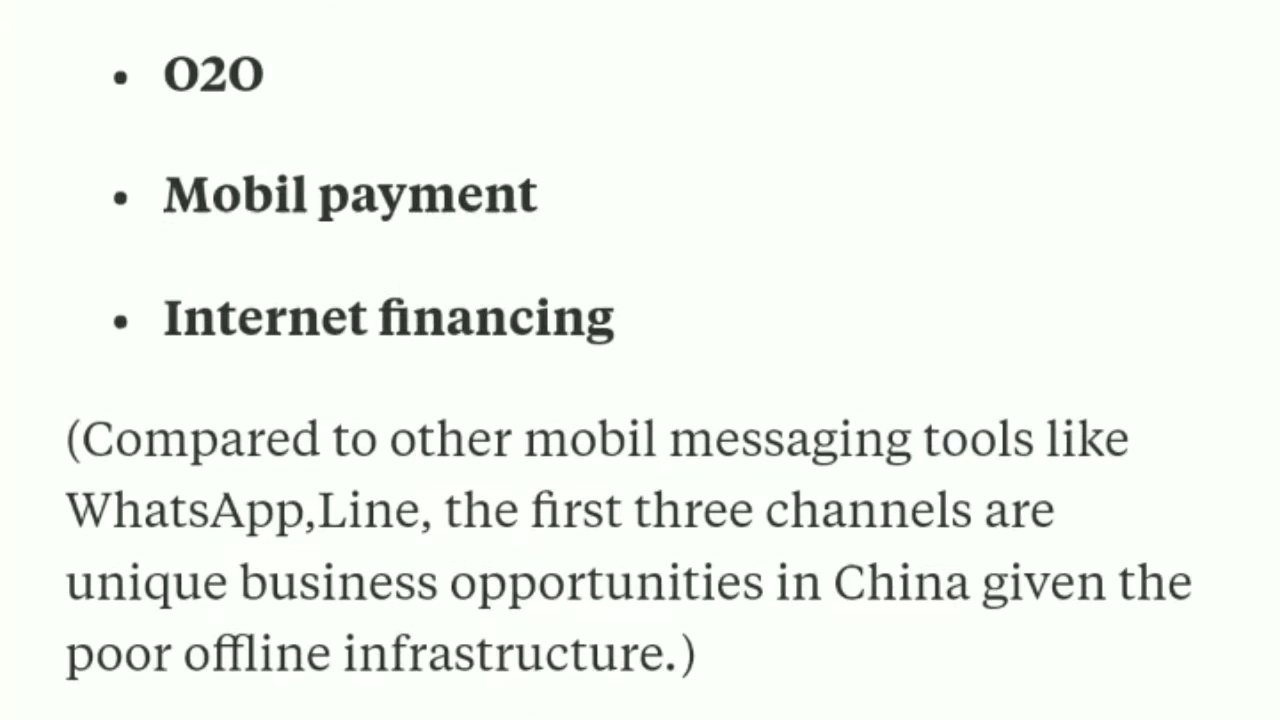 • O2O
• Mobil payment
• Internet financing
(Compared to other mobil messaging tools like
WhatsApp,Line, the first three channels are
unique business opportunities in China given the
poor offline infrastructure.)